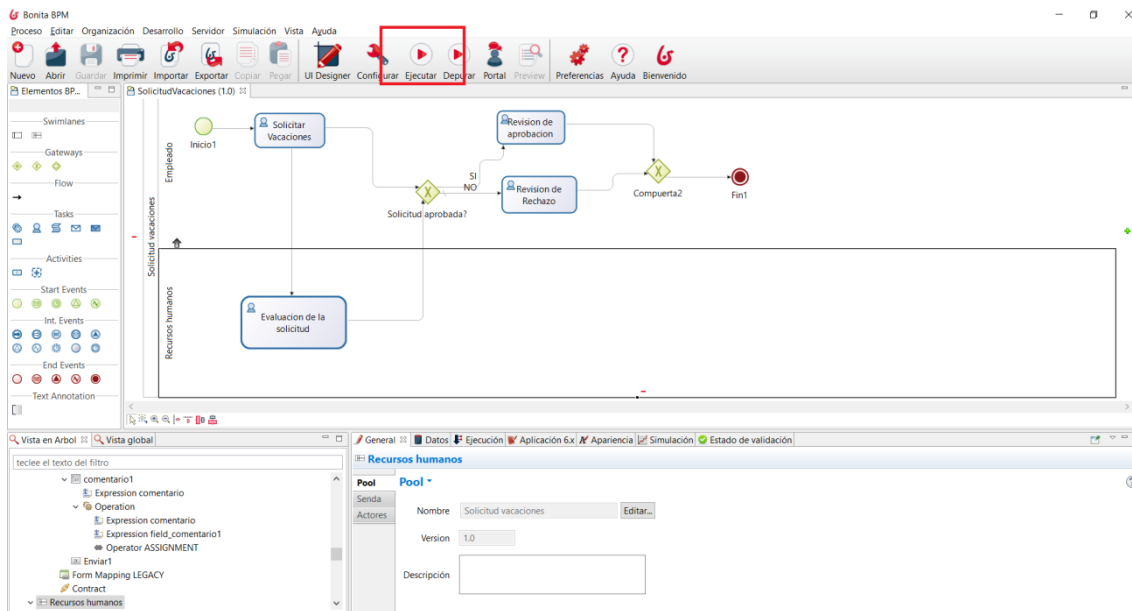 Bonita BPM
Proceso Editar Organización Desarrollo Servidor Simulación Vista Ayuda
Nuevo Abrir Guardar Imprimir Importar Exportar Copiar Pegar UI Designer Configurar Ejecutar Depurar Portal Preview Preferencias Ayuda Bienvenido
Elementos BP...
SolicitudVacaciones (1.0)
Swimlanes
Gateways
Flow
Tasks
Activities
Start Events
Int. Events
End Events
Text Annotation
Solicitud vacaciones
Empleado
Inicio1
Solicitar
Vacaciones
Solicitud aprobada?
SI
NO
Revision de
aprobacion
Revision de
Rechazo
Compuerta2
Fin1
Recursos humanos
Evaluacion de la
solicitud
Vista en Arbol Vista global
teclee el texto del filtro
comentario1
Expression comentario
Operation
Expression comentario
Expression field_comentario1
Operator ASSIGNMENT
Enviar1
Form Mapping LEGACY
Contract
Recursos humanos
General Datos Ejecución Aplicación 6.x Apariencia Simulación Estado de validación
Recursos humanos
Pool
Senda
Actores
Pool
Nombre Solicitud vacaciones Editar...
Version 1.0
Descripción